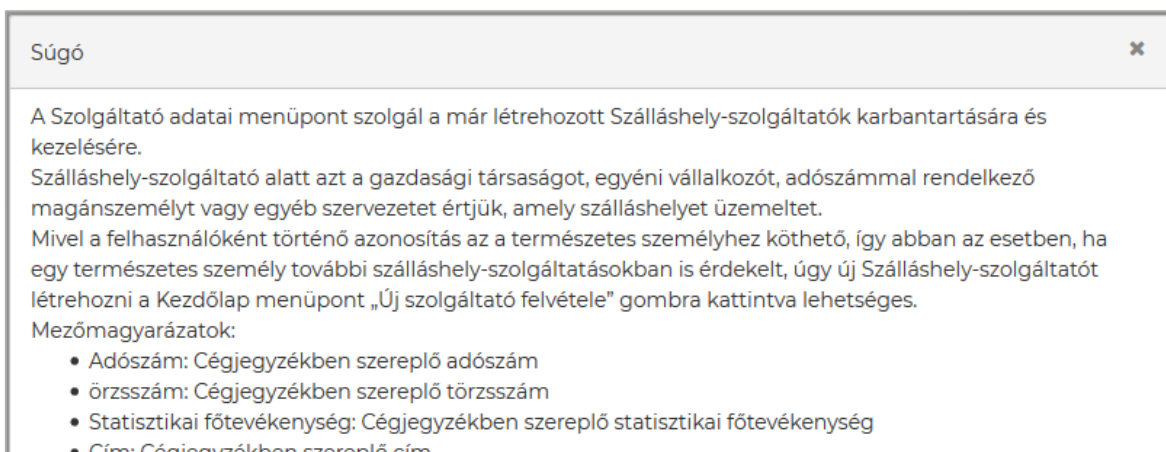 Súgó
A Szolgáltató adatai menüpont szolgál a már létrehozott Szálláshely-szolgáltatók karbantartására és
kezelésére.
Szálláshely-szolgáltató alatt azt a gazdasági társaságot, egyéni vállalkozót, adószámmal rendelkező
magánszemélyt vagy egyéb szervezetet értjük, amely szálláshelyet üzemeltet.
Mivel a felhasználóként történő azonosítás az a természetes személyhez köthető, így abban az esetben, ha
egy természetes személy további szálláshely-szolgáltatásokban is érdekelt, úgy új Szálláshely-szolgáltatót
létrehozni a Kezdőlap menüpont „Új szolgáltató felvétele” gombra kattintva lehetséges.
Mezőmagyarázatok:
• Adószám: Cégjegyzékben szereplő adószám
• örzsszám: Cégjegyzékben szereplő törzsszám
• Statisztikai főtevékenység: Cégjegyzékben szereplő statisztikai főtevékenység
• Cím: Cégjegyzékben szereplő cím